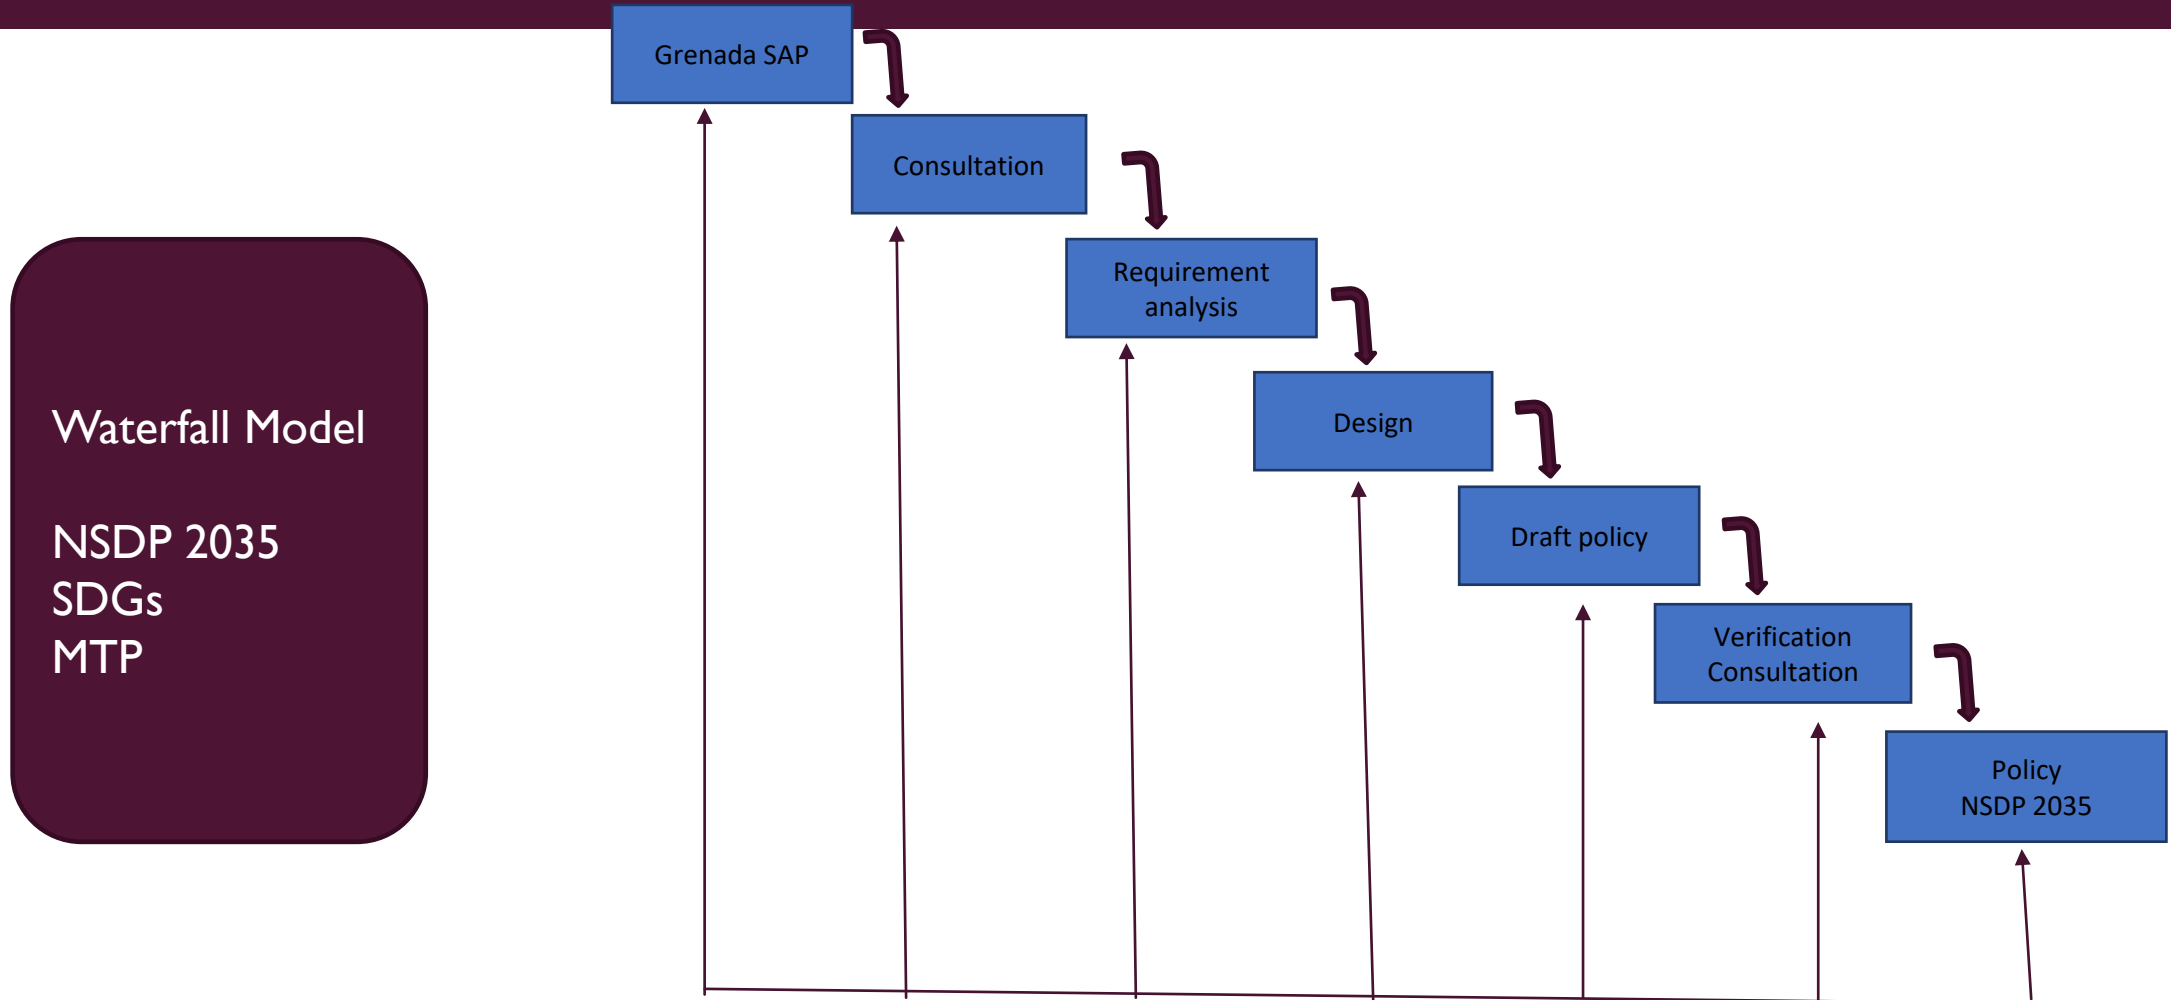 Grenada SAP
Consultation
Requirement
analysis
Design
Draft policy
Verification
Consultation
Policy
NSDP 2035
Waterfall Model
NSDP 2035
SDGs
MTP